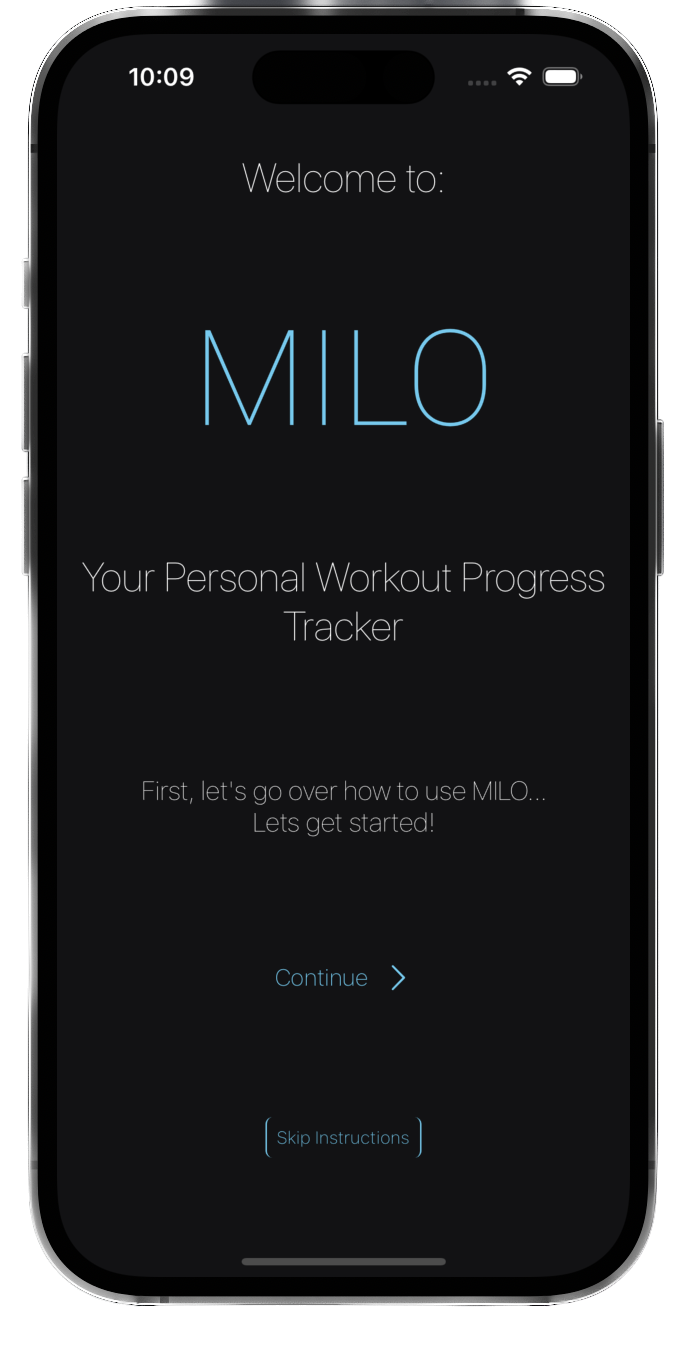 10:09
Welcome to:
MILO
Your Personal Workout Progress
Tracker
First, let's go over how to use MILO...
Lets get started!
Continue
Skip Instructions